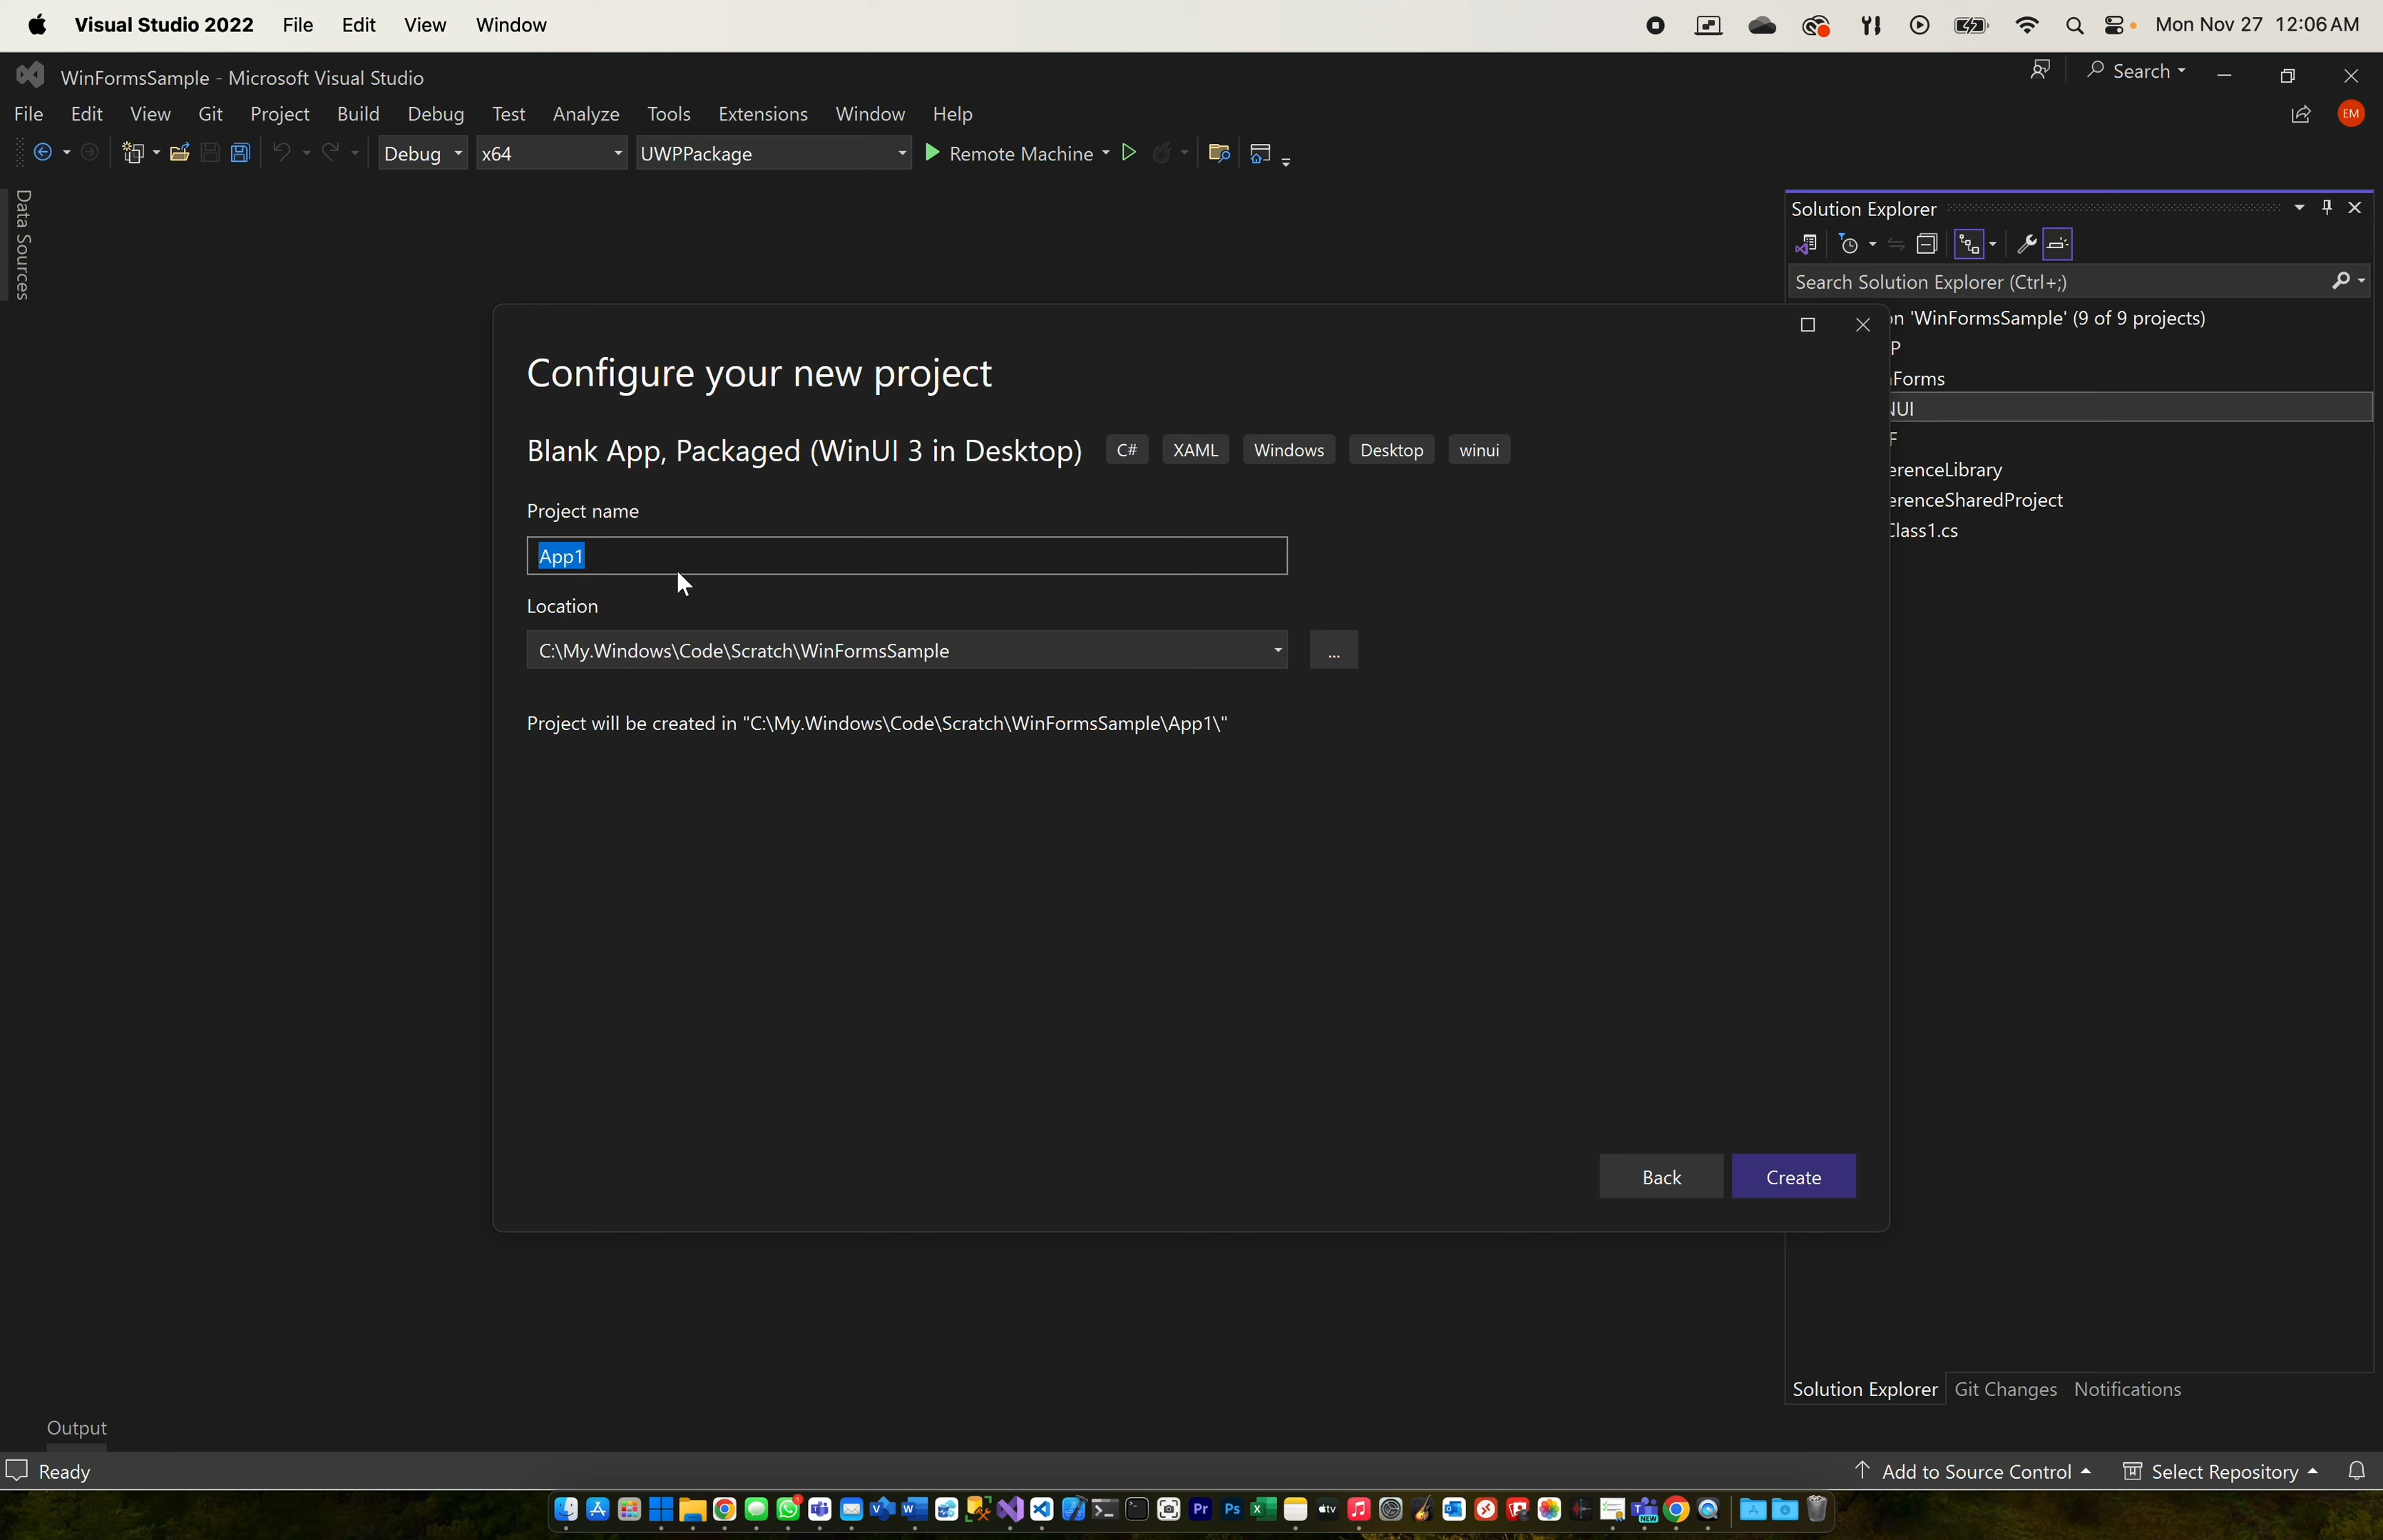 Visual Studio 2022 File Edit View Window Mon Nov 27 12:06 AM
WinFormsSample - Microsoft Visual Studio Search
File Edit View Git Project Build Debug Test Analyze Tools Extensions Window Help EM
Debug x64 UWPPackage Remote Machine
Data Sources
Solution Explorer
Search Solution Explorer (Ctrl+;)
'WinFormsSample' (9 of 9 projects)
Configure your new project
Blank App, Packaged (WinUI 3 in Desktop) C# XAML Windows Desktop winui
Project name
App1
Location
C:\My.Windows\Code\Scratch\WinFormsSample ...
Project will be created in "C:\My.Windows\Code\Scratch\WinFormsSample\App1\"
Forms
UI
F
erenceLibrary
erenceSharedProject
Class1.cs
Back Create
Solution Explorer Git Changes Notifications
Output
Ready Add to Source Control Select Repository
Pr Ps tv NEW